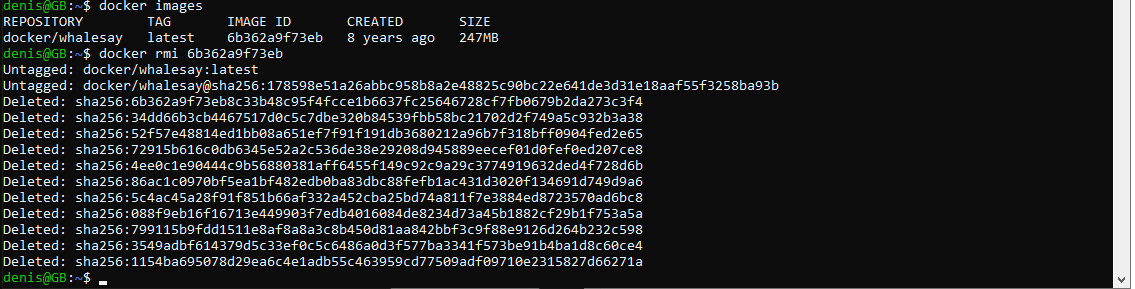 denis@GB:~$ docker images
REPOSITORY TAG IMAGE ID CREATED SIZE
docker/whalesay latest 6b362a9f73eb 8 years ago 247MB
denis@GB:~$ docker rmi 6b362a9f73eb
Untagged: docker/whalesay:latest
Untagged: docker/whalesay@sha256:178598e51a26abbc958b8a2e48825c90bc22e641de3d31e18aaf55f3258ba93b
Deleted: sha256:6b362a9f73eb8c33b48c95f4fcce1b6637fc25646728cf7fb0679b2da273c3f4
Deleted: sha256:34dd66b3cb4467517d0c5c7dbe320b84539fbb58bc21702d2f749a5c932b3a38
Deleted: sha256:52f57e48814ed1bb08a651ef7f91f191db3680212a96b7f318bff0904fed2e65
Deleted: sha256:72915b616c0db6345e52a2c536de38e29208d945889eecef01d0fef0ed207ce8
Deleted: sha256:4ee0c1e90444c9b56880381aff6455f149c92c9a29c3774919632ded4f728d6b
Deleted: sha256:86ac1c0970bf5ea1bf482edb0ba83dbc88fefb1ac431d3020f134691d749d9a6
Deleted: sha256:5c4ac45a28f91f851b66af332a452cba25bd74a811f7e3884ed8723570ad6bc8
Deleted: sha256:088f9eb16f16713e449903f7edb4016084de8234d73a45b1882cf29b1f753a5a
Deleted: sha256:799115b9fdd1511e8af8a8a3c8b450d81aa842bbf3c9f88e9126d264b232c598
Deleted: sha256:3549adbf614379d5c33ef0c5c6486a0d3f577ba3341f573be91b4ba1d8c60ce4
Deleted: sha256:1154ba695078d29ea6c4e1adb55c463959cd77509adf09710e2315827d66271a
denis@GB:~$